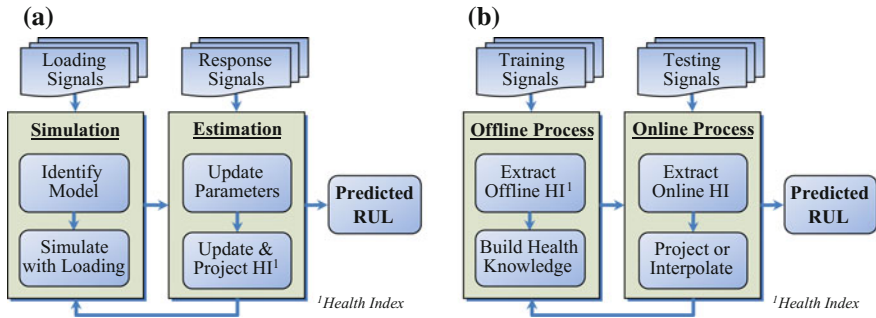 (a)
Loading
Signals
Response
Signals
Simulation
Estimation
Identify
Model
Update
Parameters
Simulate
with Loading
Update &
Project HI¹
Predicted
RUL
¹Health Index
(b)
Training
Signals
Testing
Signals
Offline Process
Online Process
Extract
Offline HI¹
Extract
Online HI
Build Health
Knowledge
Project or
Interpolate
Predicted
RUL
¹Health Index